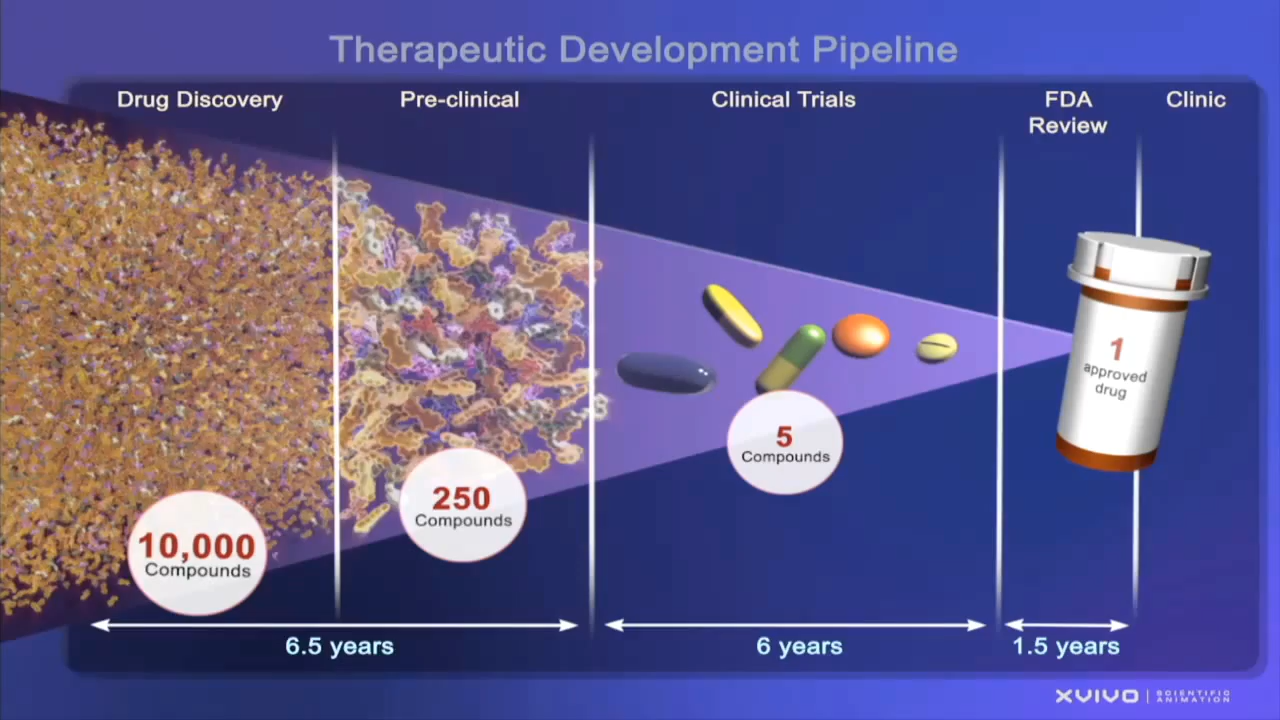 Therapeutic Development Pipeline
Drug Discovery
Pre-clinical
Clinical Trials
FDA
Review
Clinic
10,000
Compounds
250
Compounds
5
Compounds
1
approved
drug
6.5 years
6 years
1.5 years
XVIVO
SCIENTIFIC
ANIMATION